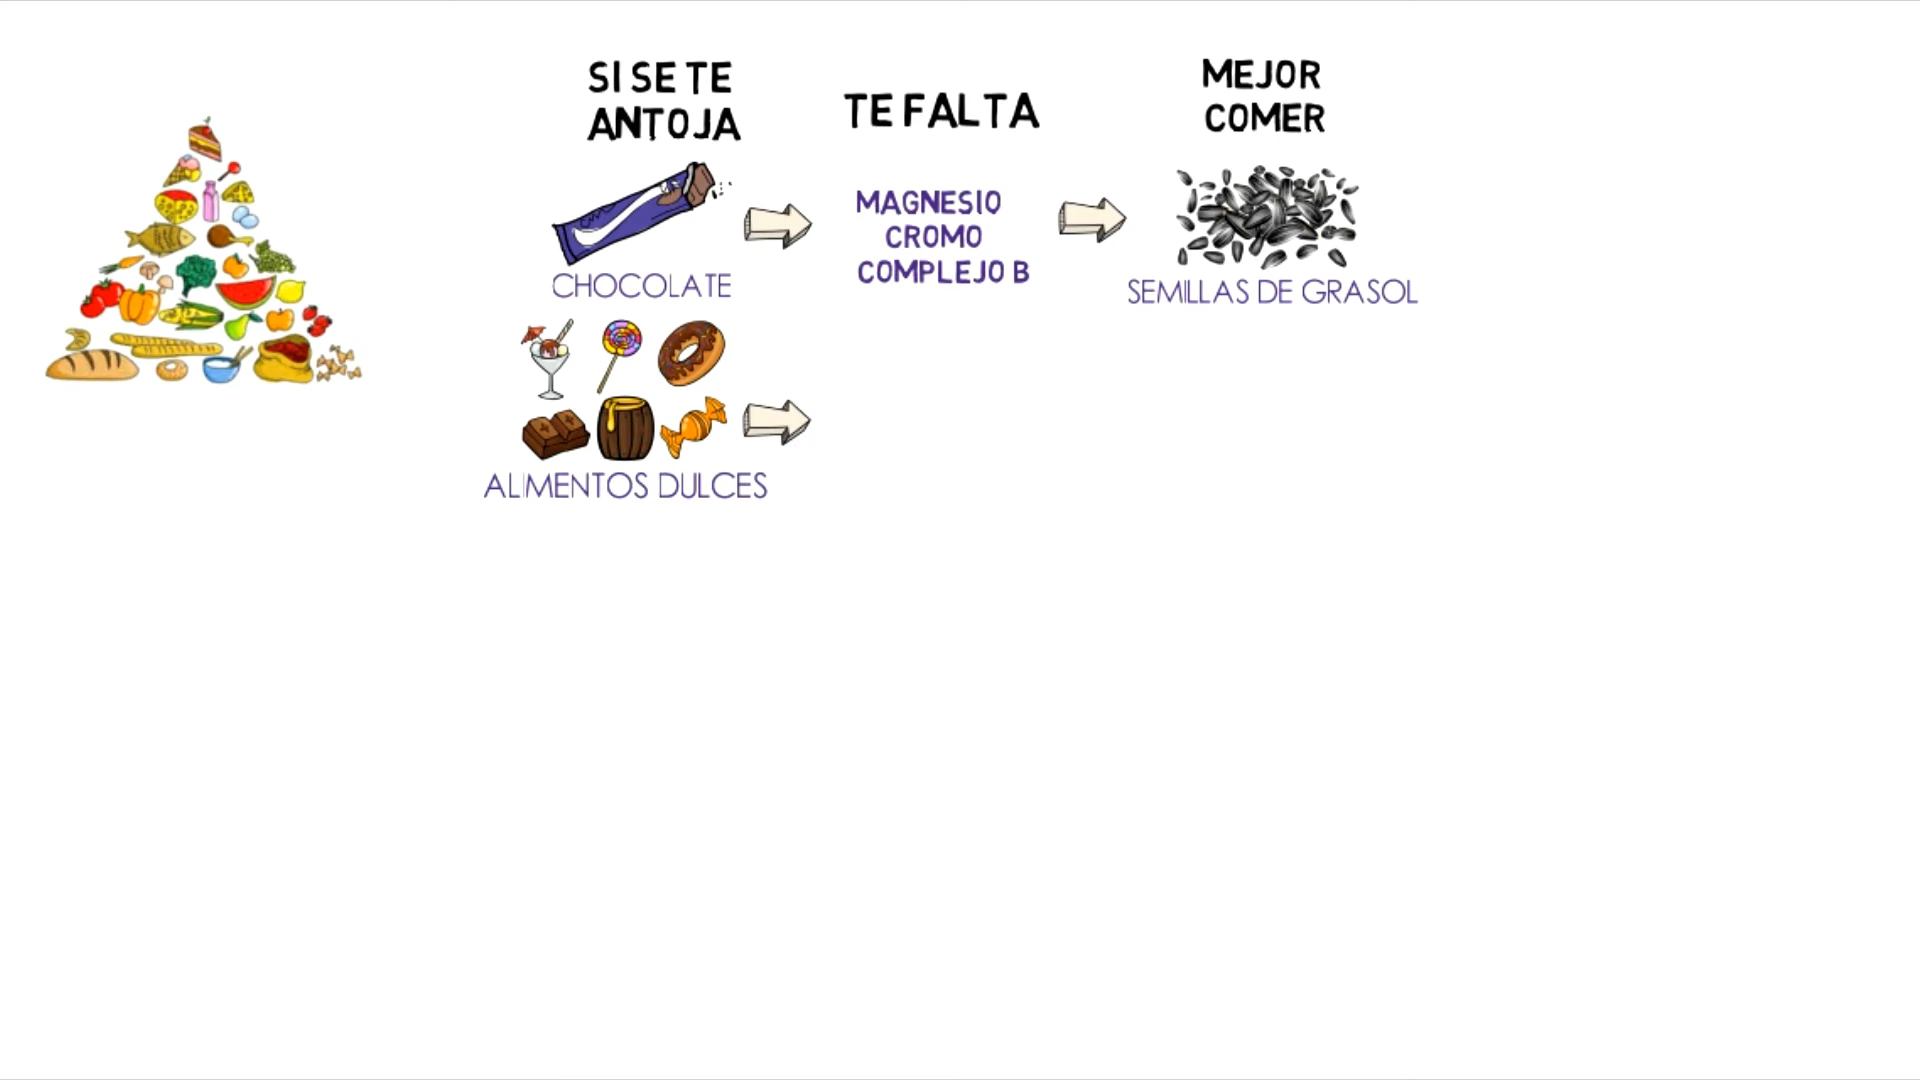 SI SE TE
ANTOJA
TE FALTA
MEJOR
COMER
MAGNESIO
CROMO
COMPLEJO B
CHOCOLATE
SEMILLAS DE GRASOL
ALIMENTOS DULCES